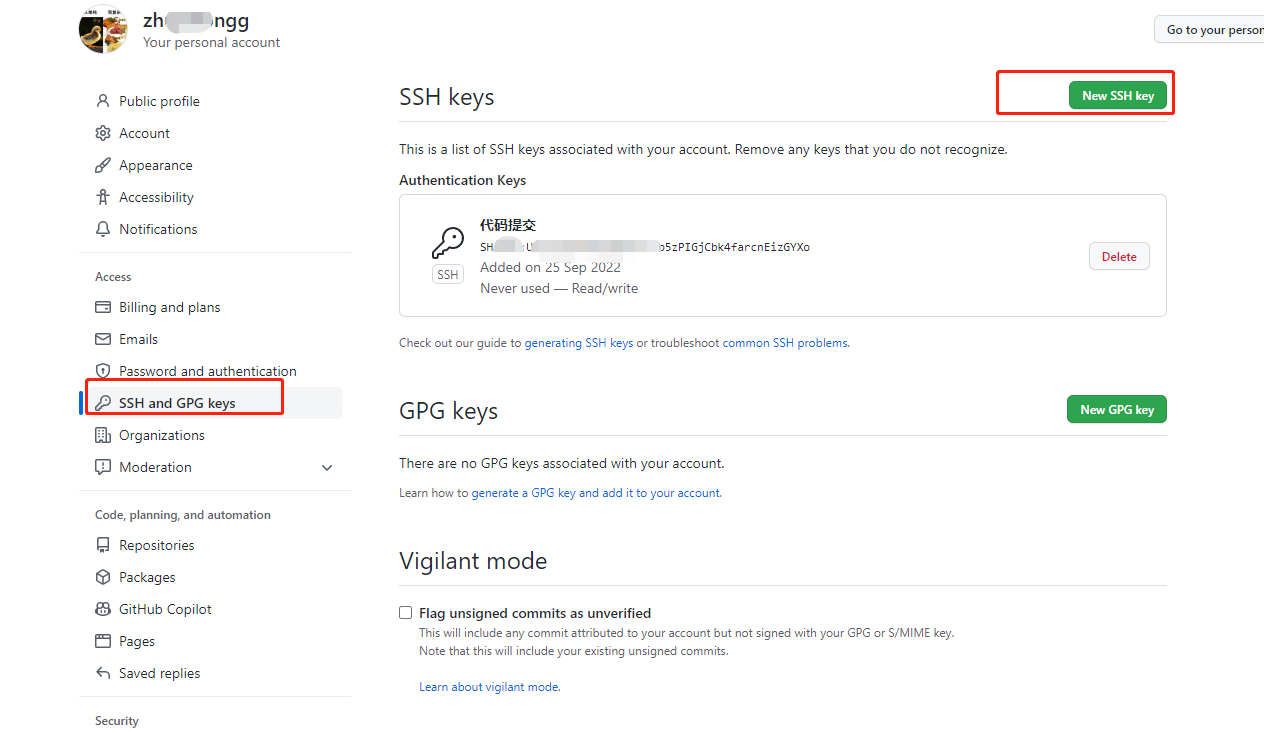 zh ngg
Your personal account
Go to your person
Public profile
Account
Appearance
Accessibility
Notifications
Access
Billing and plans
Emails
Password and authentication
SSH and GPG keys
Organizations
Moderation
Code, planning, and automation
Repositories
Packages
GitHub Copilot
Pages
Saved replies
Security
SSH keys
New SSH key
This is a list of SSH keys associated with your account. Remove any keys that you do not recognize.
Authentication Keys
代码提交
SH :U b5zPIGjCbk4farcnEizGYXo
Added on 25 Sep 2022
Never used — Read/write
SSH
Delete
Check out our guide to generating SSH keys or troubleshoot common SSH problems.
GPG keys
New GPG key
There are no GPG keys associated with your account.
Learn how to generate a GPG key and add it to your account.
Vigilant mode
Flag unsigned commits as unverified
This will include any commit attributed to your account but not signed with your GPG or S/MIME key.
Note that this will include your existing unsigned commits.
Learn about vigilant mode.